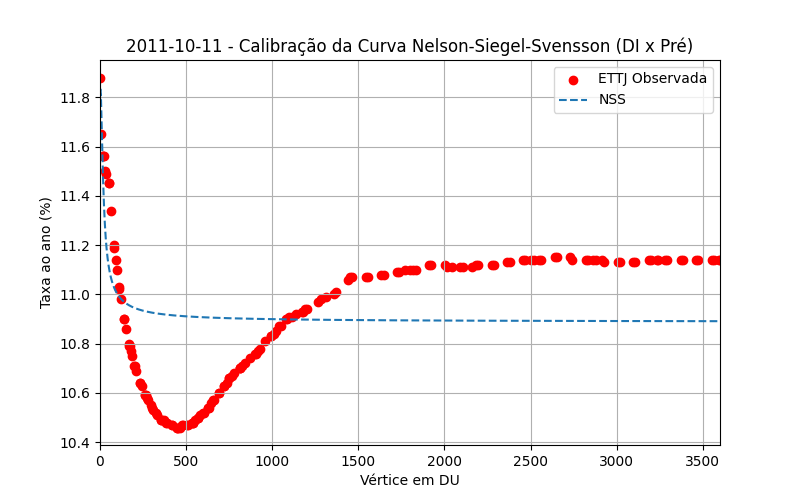 2011-10-11 - Calibração da Curva Nelson-Siegel-Svensson (DI x Pré)
ETTJ Observada
NSS
Taxa ao ano (%)
11.8
11.6
11.4
11.2
11.0
10.8
10.6
10.4
0 500 1000 1500 2000 2500 3000 3500
Vértice em DU